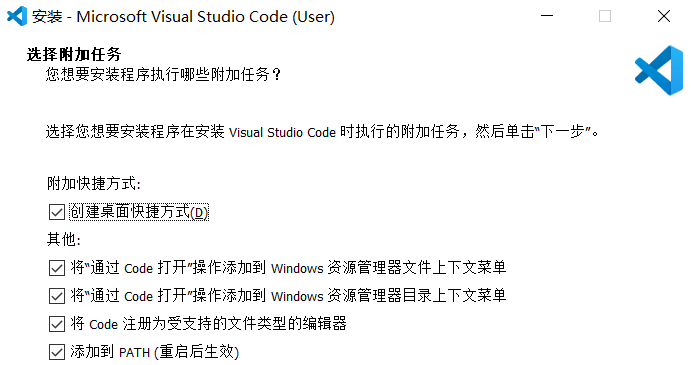 安装 - Microsoft Visual Studio Code (User)
选择附加任务
您想要安装程序执行哪些附加任务？
选择您想要安装程序在安装 Visual Studio Code 时执行的附加任务，然后单击“下一步”。
附加快捷方式:
创建桌面快捷方式(D)
其他:
将“通过 Code 打开”操作添加到 Windows 资源管理器文件上下文菜单
将“通过 Code 打开”操作添加到 Windows 资源管理器目录上下文菜单
将 Code 注册为受支持的文件类型的编辑器
添加到 PATH (重启后生效)